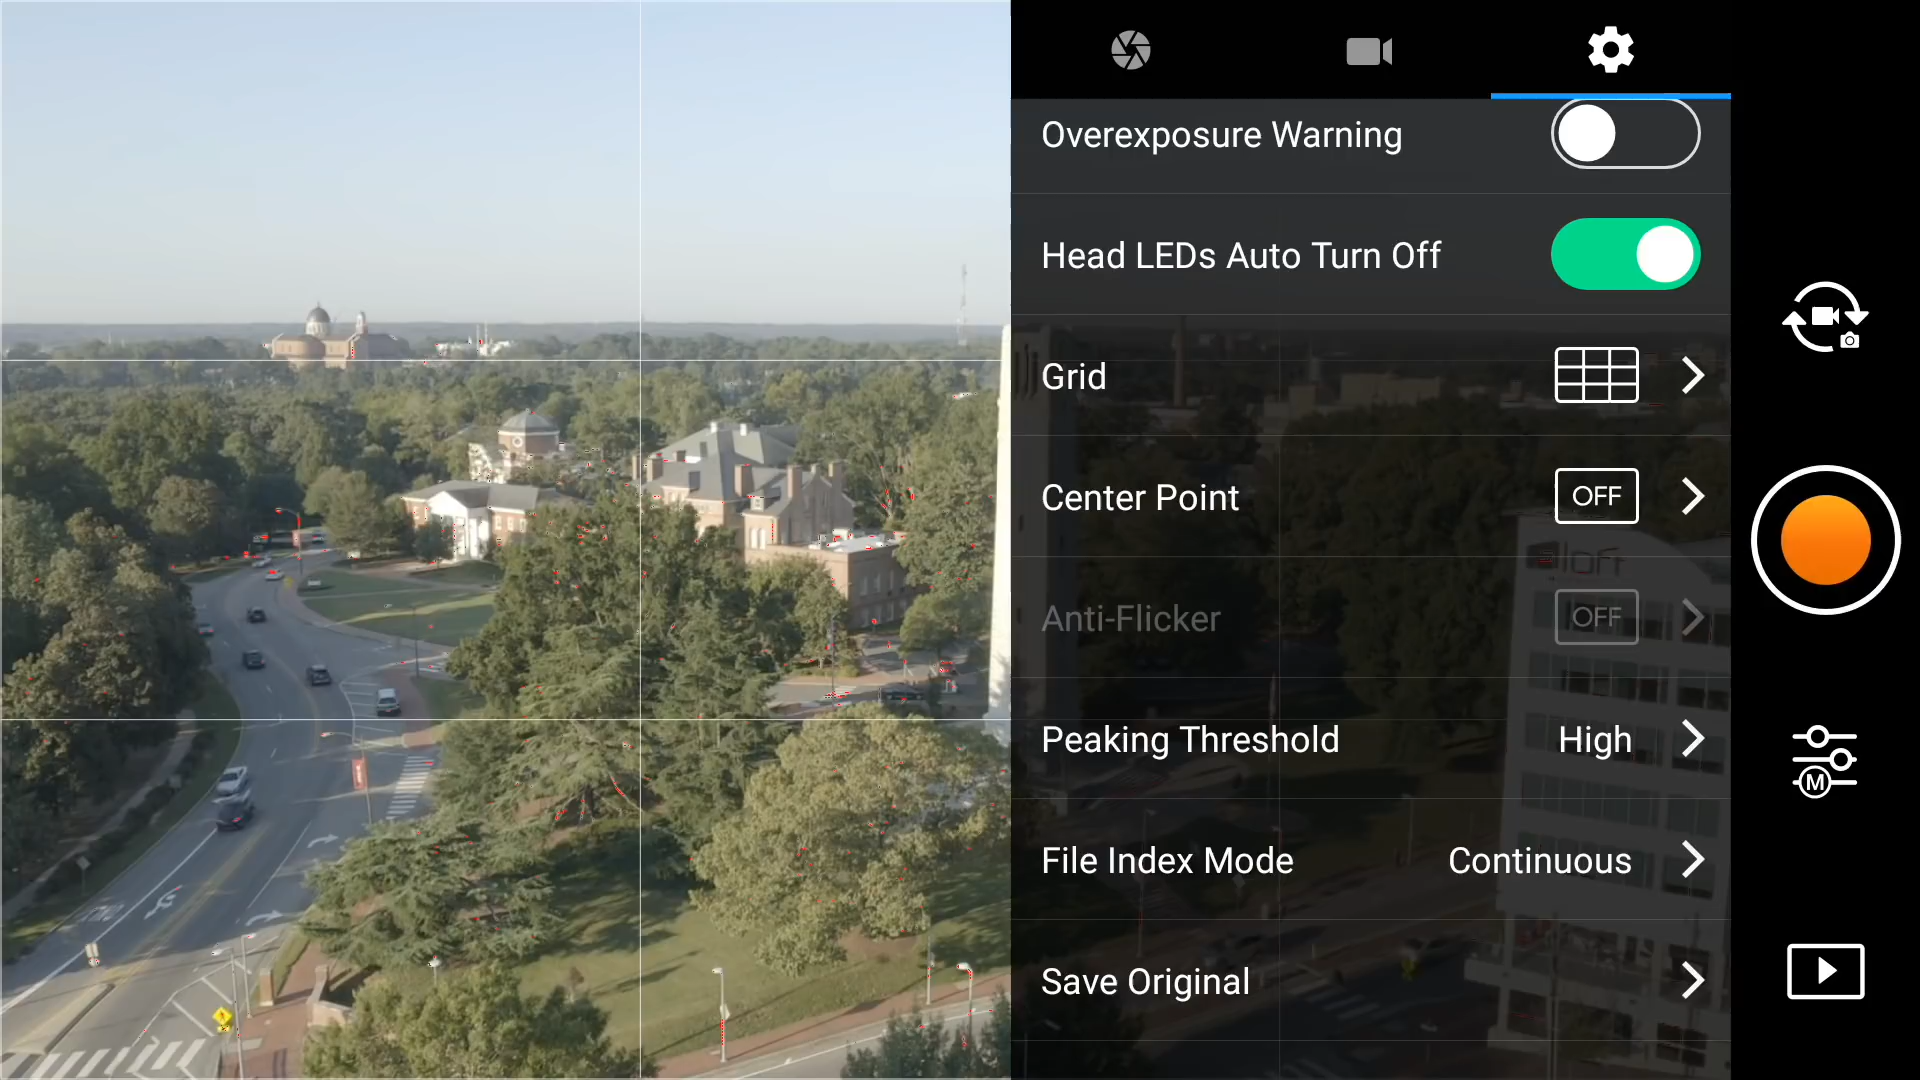 Overexposure Warning
Head LEDs Auto Turn Off
Grid
Center Point OFF
Anti-Flicker OFF
Peaking Threshold High
File Index Mode Continuous
Save Original
M
aloft